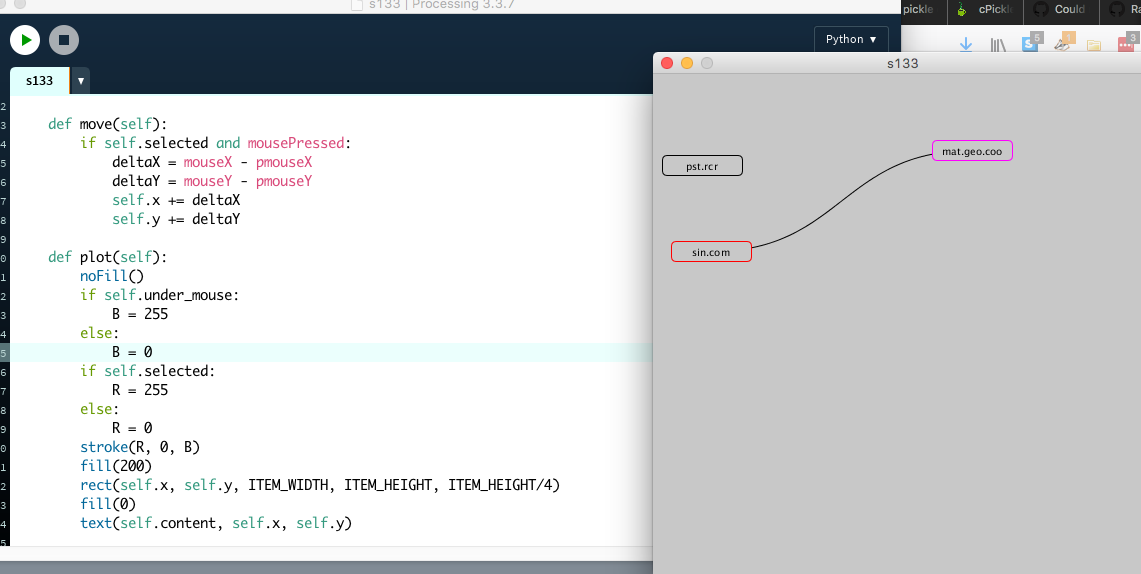 s133 | Processing 3.3.7
pickle
cPickl
Could
Ra
Python ▼
5
1
3
s133
s133 ▼
2
3 def move(self):
4 if self.selected and mousePressed:
5 deltaX = mouseX - pmouseX
6 deltaY = mouseY - pmouseY
7 self.x += deltaX
8 self.y += deltaY
9
0 def plot(self):
1 noFill()
2 if self.under_mouse:
3 B = 255
4 else:
5 B = 0
6 if self.selected:
7 R = 255
8 else:
9 R = 0
0 stroke(R, 0, B)
1 fill(200)
2 rect(self.x, self.y, ITEM_WIDTH, ITEM_HEIGHT, ITEM_HEIGHT/4)
3 fill(0)
4 text(self.content, self.x, self.y)
5
mat.geo.coo
pst.rcr
sin.com